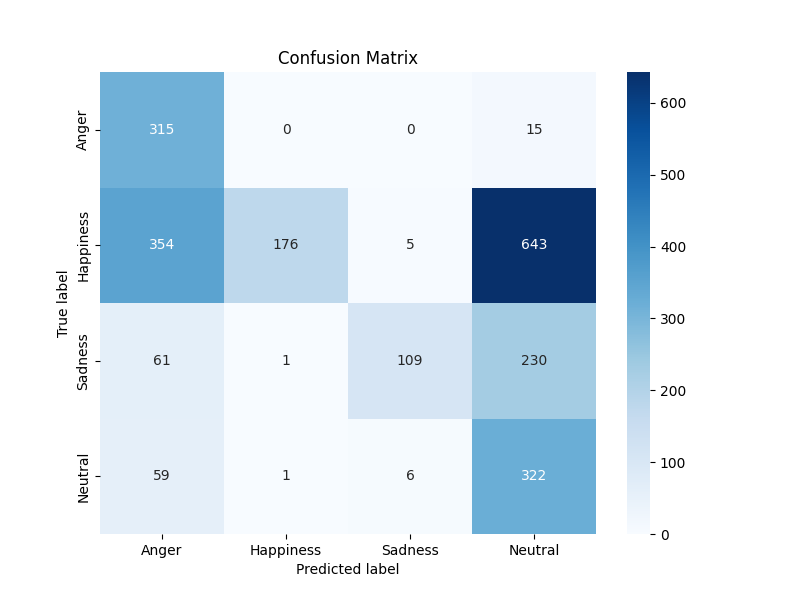 Confusion Matrix
True label
Anger 315 0 0 15
Happiness 354 176 5 643
Sadness 61 1 109 230
Neutral 59 1 6 322
Anger Happiness Sadness Neutral
Predicted label
600
500
400
300
200
100
0